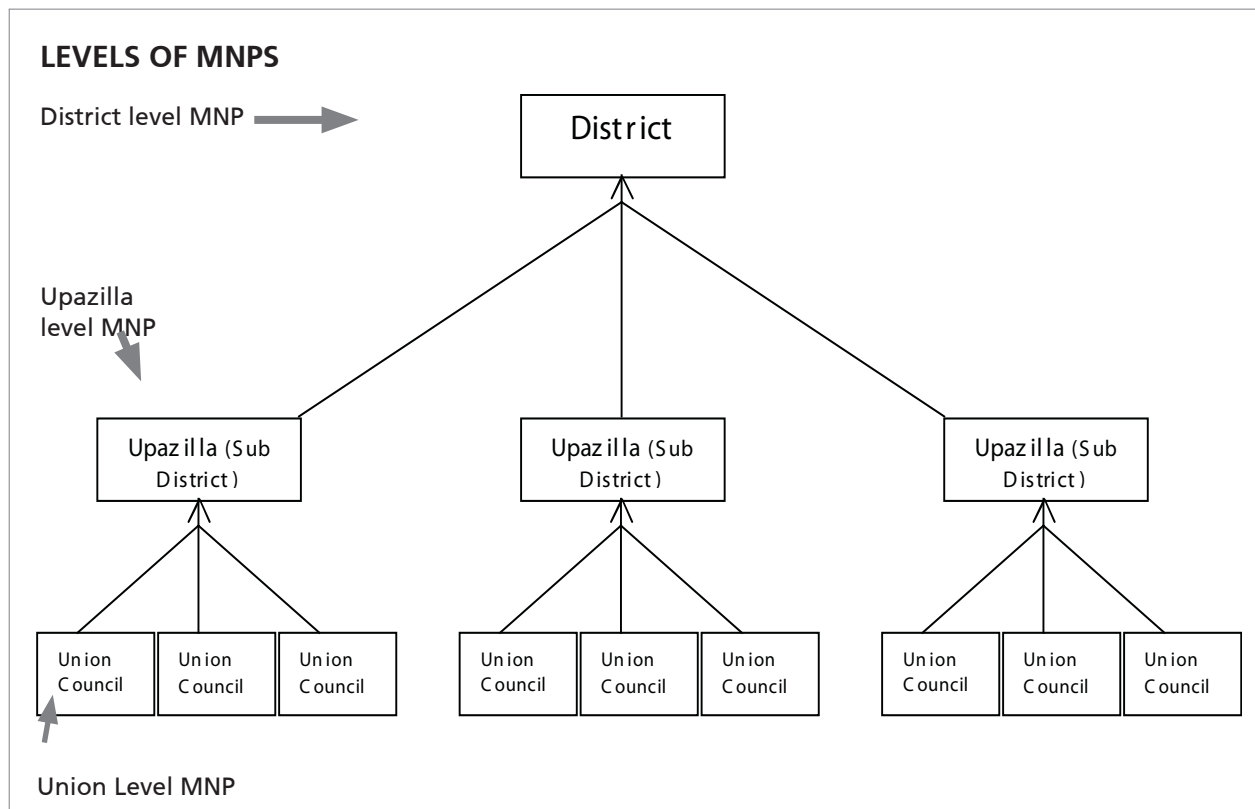 LEVELS OF MNPS
District level MNP
District
Upazilla
level MNP
Upazilla (Sub
District)
Upazilla (Sub
District)
Upazilla (Sub
District)
Union
Council
Union
Council
Union
Council
Union
Council
Union
Council
Union
Council
Union
Council
Union
Council
Union
Council
Union Level MNP